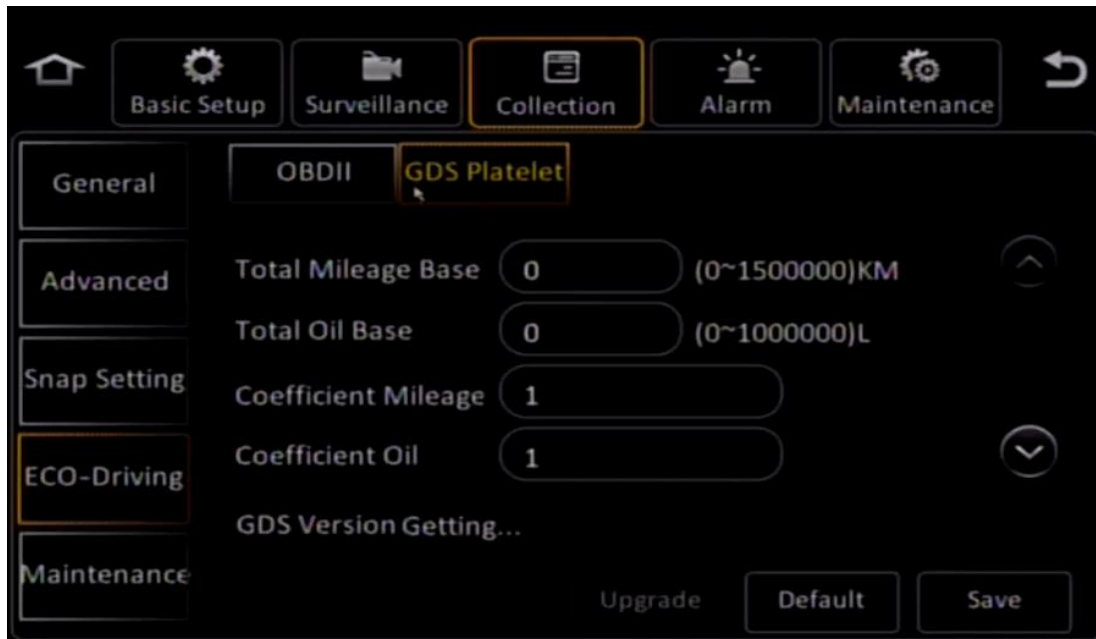 Basic Setup
Surveillance
Collection
Alarm
Maintenance
General
Advanced
Snap Setting
ECO-Driving
Maintenance
OBDII
GDS Platelet
Total Mileage Base 0 (0~1500000)KM
Total Oil Base 0 (0~1000000)L
Coefficient Mileage 1
Coefficient Oil 1
GDS Version Getting...
Upgrade
Default
Save